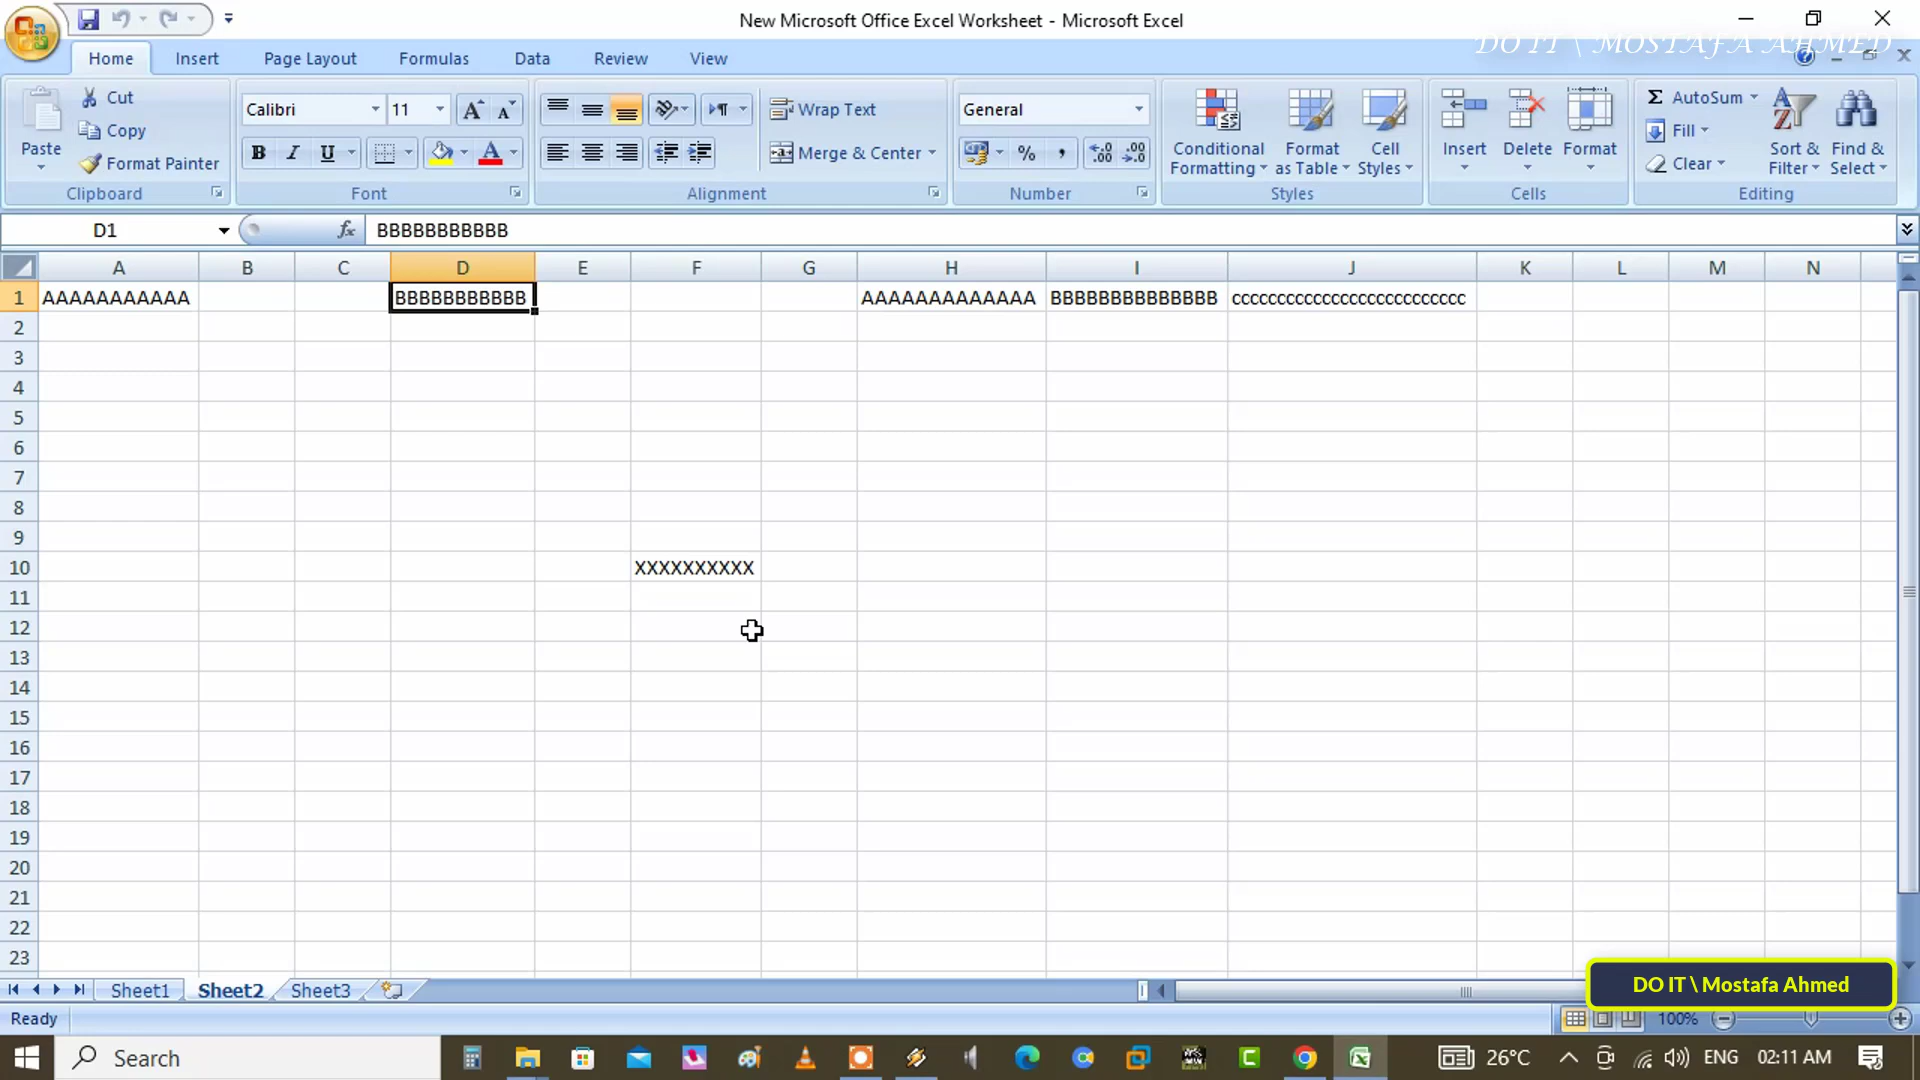 New Microsoft Office Excel Worksheet - Microsoft Excel
DO IT \ MOSTAFA AHMED
Home Insert Page Layout Formulas Data Review View
Paste
Cut
Copy
Format Painter
Clipboard
Calibri 11
B I U
Font
Wrap Text
Merge & Center
Alignment
General
% ,
Number
Conditional Formatting
Format as Table
Cell Styles
Styles
Insert Delete Format
Cells
Σ AutoSum
Fill
Clear
Sort & Filter
Find & Select
Editing
D1 fx BBBBBBBBBBB
A B C D E F G H I J K L M N
1 AAAAAAAAAAA BBBBBBBBBBB AAAAAAAAAAAAA BBBBBBBBBBBBBB
2
3
4
5
6
7
8
9
10 XXXXXXXXXX
11
12
13
14
15
16
17
18
19
20
21
22
23
Sheet1 Sheet2 Sheet3
DO IT \ Mostafa Ahmed
Ready 100%
Search 26°C ENG 02:11 AM